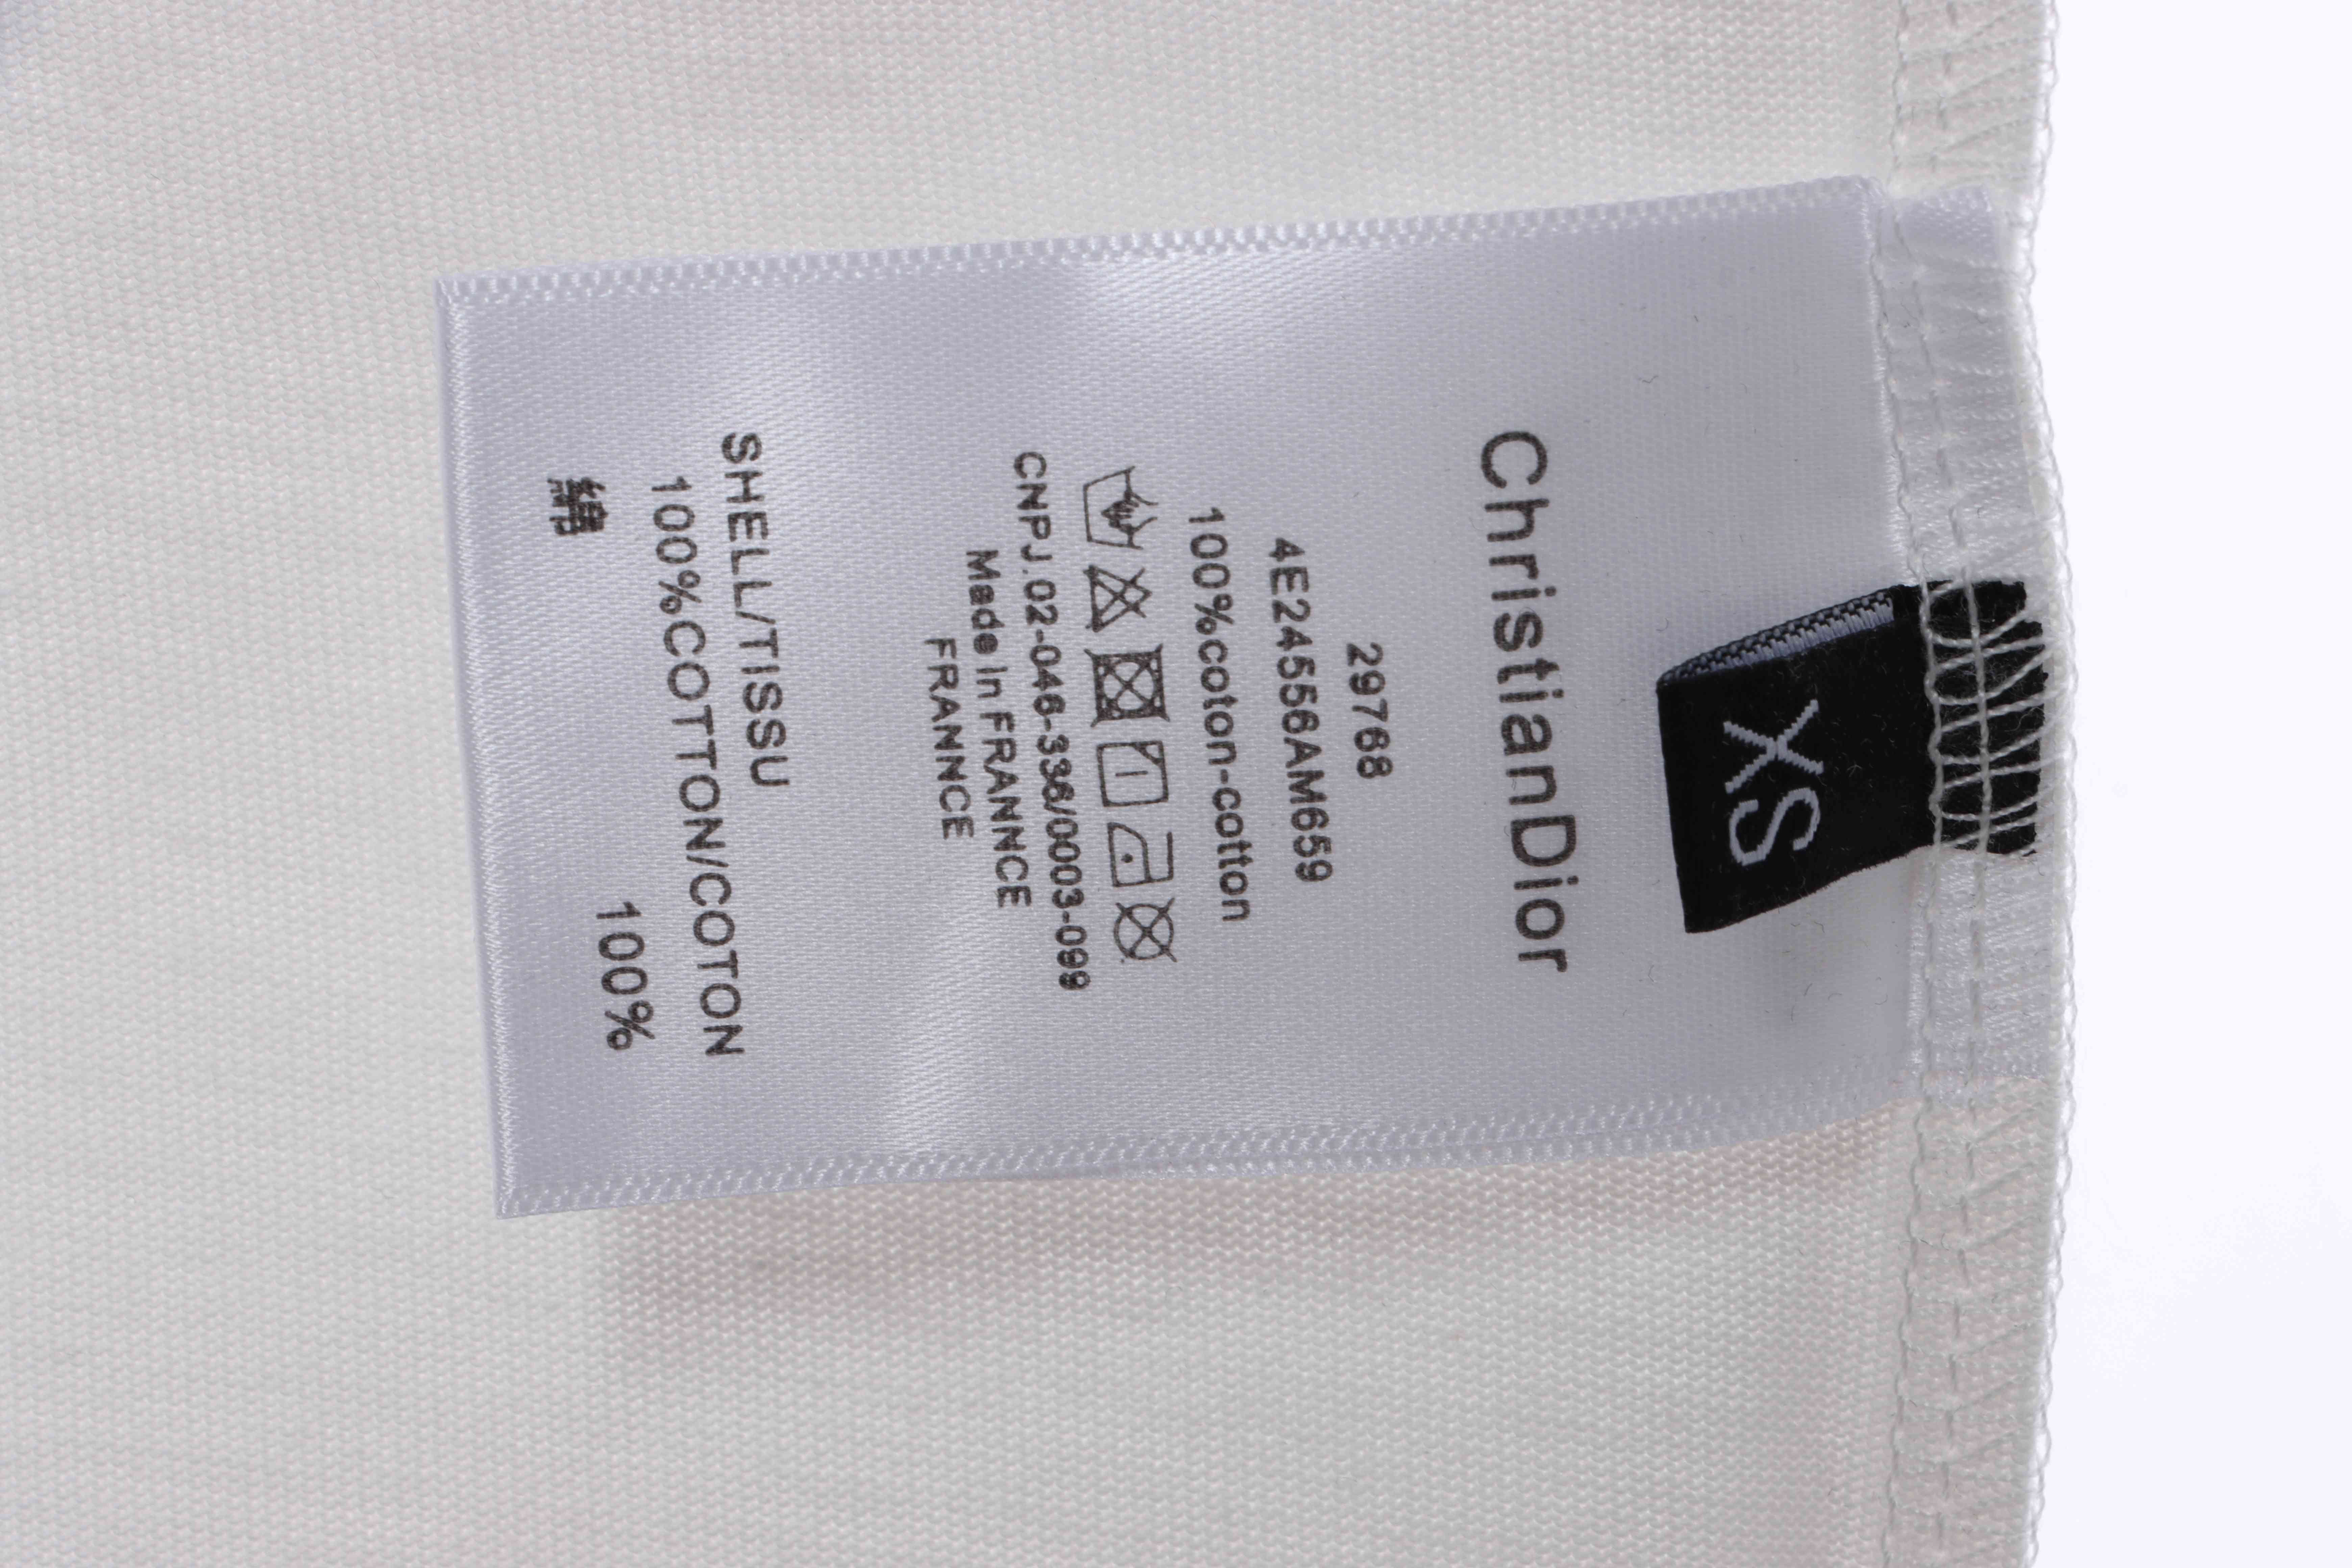 XS
ChristianDior
29768
4E24556AM659
100%coton-cotton
CNPJ.02-046-336/0003-099
Made In FRANNCE
FRANNCE
SHELL/TISSU
100%COTTON/COTON
綿 100%